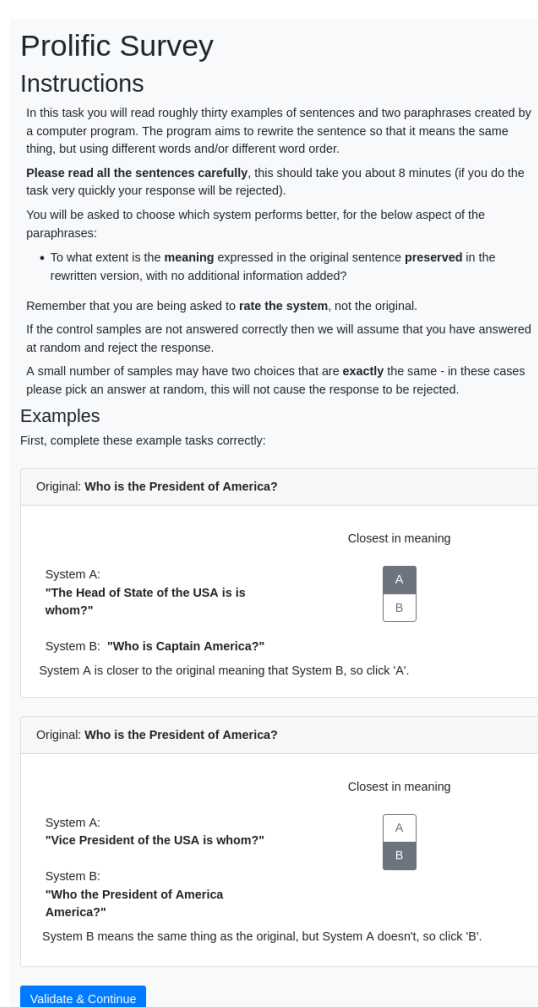 Prolific Survey
Instructions
In this task you will read roughly thirty examples of sentences and two paraphrases created by
a computer program. The program aims to rewrite the sentence so that it means the same
thing, but using different words and/or different word order.
Please read all the sentences carefully, this should take you about 8 minutes (if you do the
task very quickly your response will be rejected).
You will be asked to choose which system performs better, for the below aspect of the
paraphrases:
• To what extent is the meaning expressed in the original sentence preserved in the
rewritten version, with no additional information added?
Remember that you are being asked to rate the system, not the original.
If the control samples are not answered correctly then we will assume that you have answered
at random and reject the response.
A small number of samples may have two choices that are exactly the same - in these cases
please pick an answer at random, this will not cause the response to be rejected.
Examples
First, complete these example tasks correctly:
Original: Who is the President of America?
Closest in meaning
System A:
"The Head of State of the USA is is
whom?"
A
B
System B: "Who is Captain America?"
System A is closer to the original meaning that System B, so click 'A'.
Original: Who is the President of America?
Closest in meaning
System A:
"Vice President of the USA is whom?"
A
B
System B:
"Who the President of America
America?"
System B means the same thing as the original, but System A doesn't, so click 'B'.
Validate & Continue